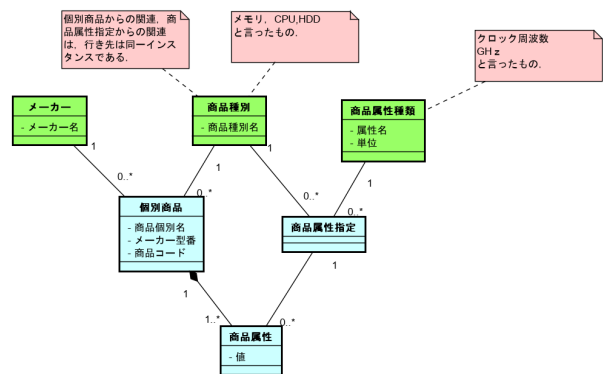 個別商品からの関連，商
品属性指定からの関連
は，行き先は同一インス
タンスである．
メモリ，CPU,HDD
と言ったもの．
クロック周波数
GHｚ
と言ったもの．
メーカー
- メーカー名
商品種別
- 商品種別名
商品属性種類
- 属性名
- 単位
1
1
1
1
0..*
0..*
0..*
0..*
個別商品
- 商品個別名
- メーカー型番
- 商品コード
商品属性指定
1
1
1..*
0..*
商品属性
- 値